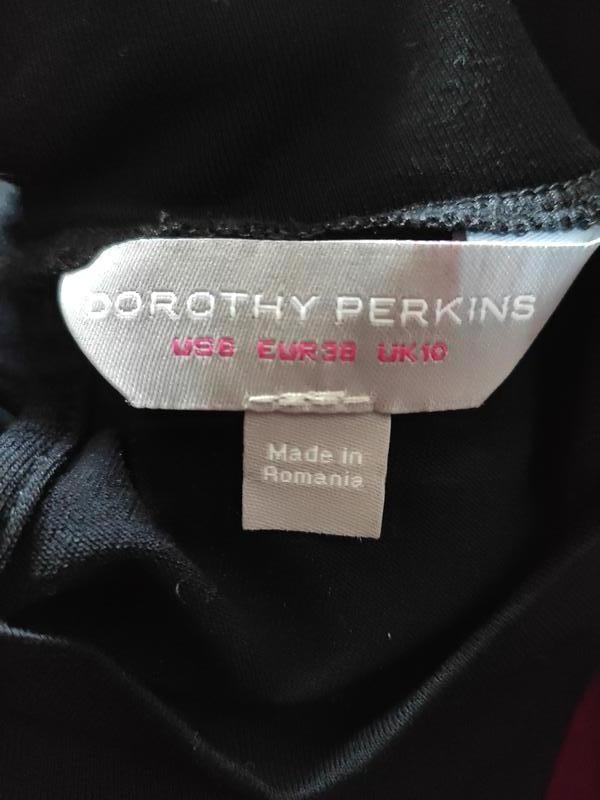 DOROTHY PERKINS
US6 EUR38 UK10
Made in
Romania